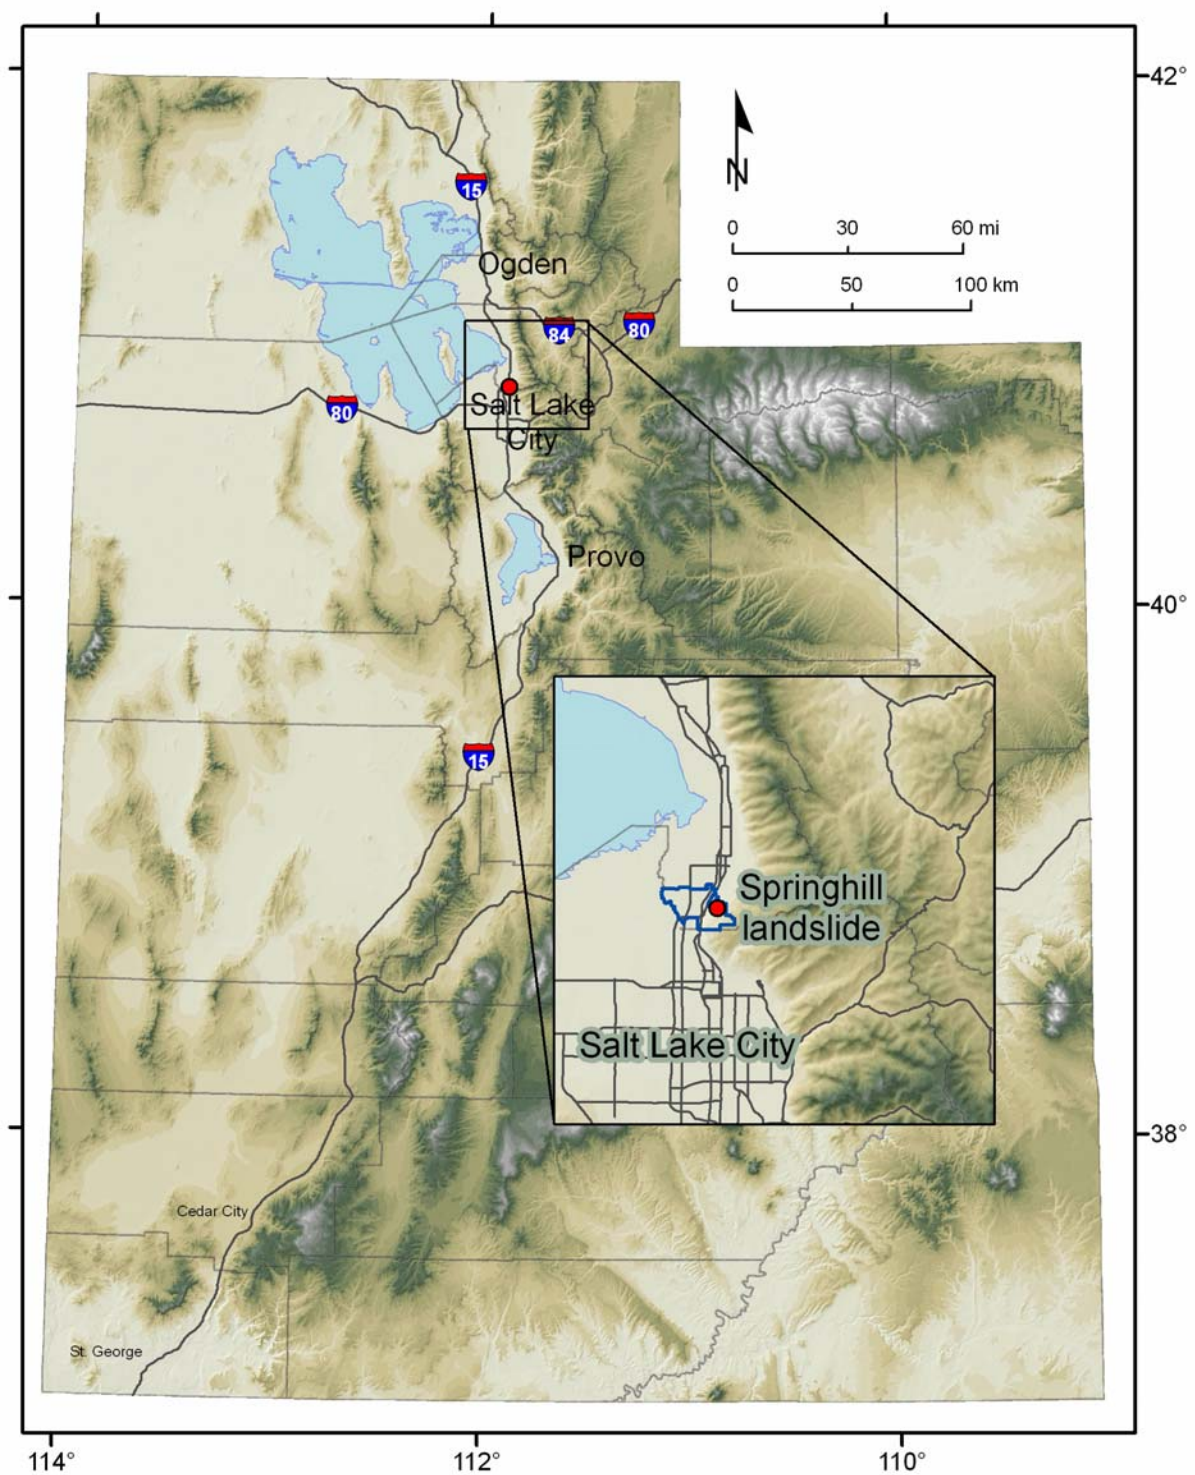 42°
N
15
0 30 60 mi
0 50 100 km
Ogden
84
80
80
Salt Lake
City
Provo
40°
15
Springhill
landslide
Salt Lake City
38°
Cedar City
St. George
114°
112°
110°